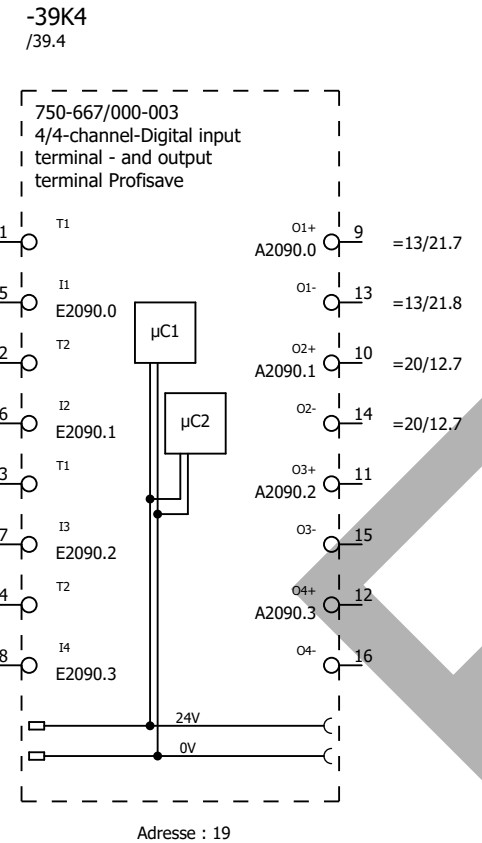 -39K4
/39.4
750-667/000-003
4/4-channel-Digital input
terminal - and output
terminal Profisave
1 T1 O1+ 9 =13/21.7
A2090.0
5 I1 O1- 13 =13/21.8
E2090.0
µC1
2 T2 O2+ 10 =20/12.7
A2090.1
6 I2 O2- 14 =20/12.7
E2090.1
µC2
3 T1 O3+ 11
A2090.2
7 I3 O3- 15
E2090.2
4 T2 O4+ 12
A2090.3
8 I4 O4- 16
E2090.3
24V
0V
Adresse : 19